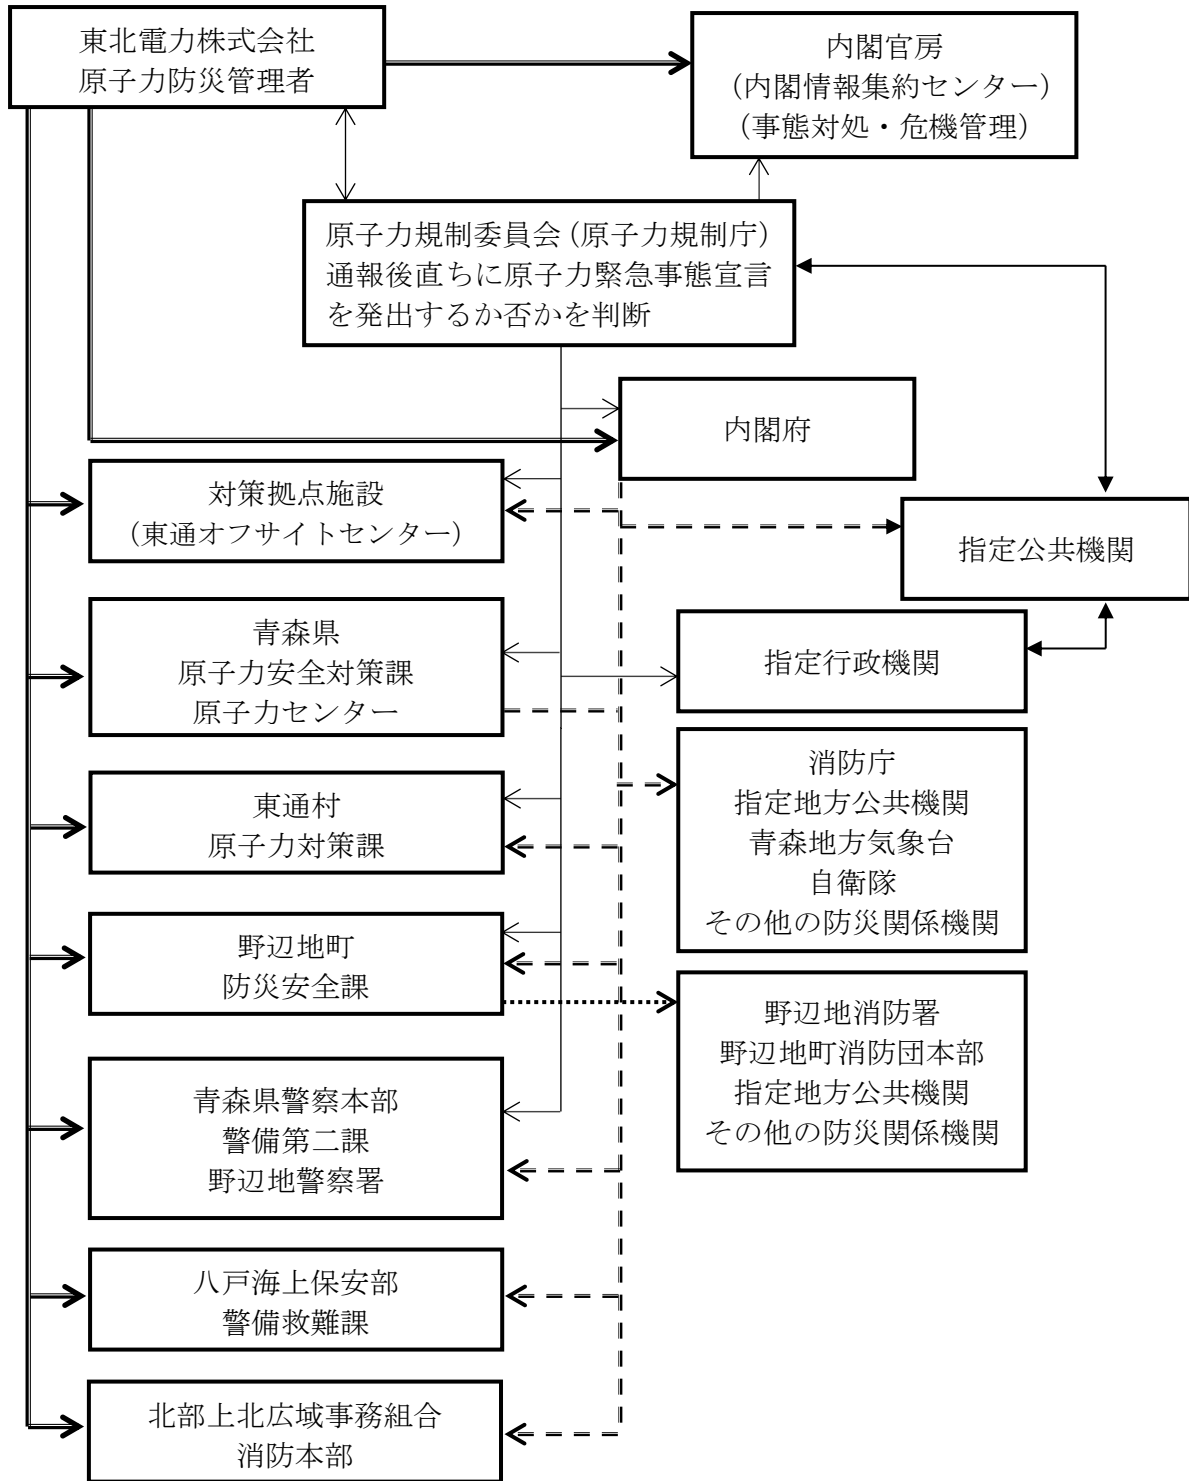 東北電力株式会社
原子力防災管理者
内閣官房
（内閣情報集約センター）
（事態対処・危機管理）
原子力規制委員会（原子力規制庁）
通報後直ちに原子力緊急事態宣言
を発出するか否かを判断
内閣府
対策拠点施設
（東通オフサイトセンター）
指定公共機関
青森県
原子力安全対策課
原子力センター
指定行政機関
消防庁
指定地方公共機関
青森地方気象台
自衛隊
その他の防災関係機関
東通村
原子力対策課
野辺地町
防災安全課
野辺地消防署
野辺地町消防団本部
指定地方公共機関
その他の防災関係機関
青森県警察本部
警備第二課
野辺地警察署
八戸海上保安部
警備救難課
北部上北広域事務組合
消防本部